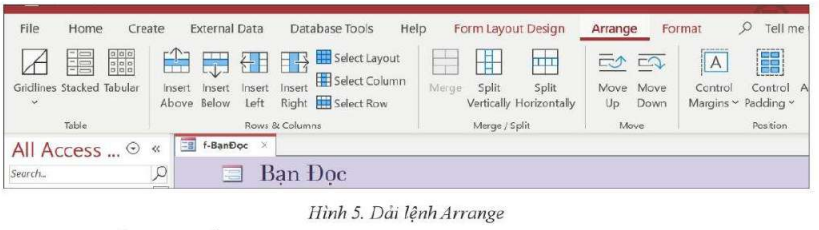 File Home Create External Data Database Tools Help Form Layout Design Arrange Format Tell me
Gridlines Stacked Tabular Insert Above Insert Below Insert Left Insert Right Select Layout Select Column Select Row Merge Split Vertically Split Horizontally Move Up Move Down Control Margins Control Padding A
Table Rows & Columns Merge / Split Move Position
All Access ... f-BạnĐọc
Search... Bạn Đọc
Hình 5. Dải lệnh Arrange